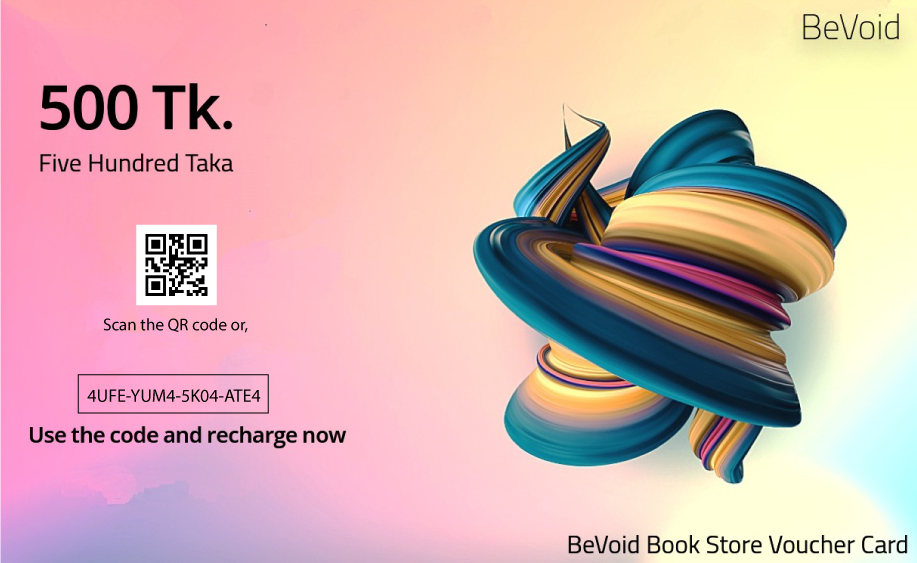 BeVoid
500 Tk.
Five Hundred Taka
Scan the QR code or,
4UFE-YUM4-5K04-ATE4
Use the code and recharge now
BeVoid Book Store Voucher Card